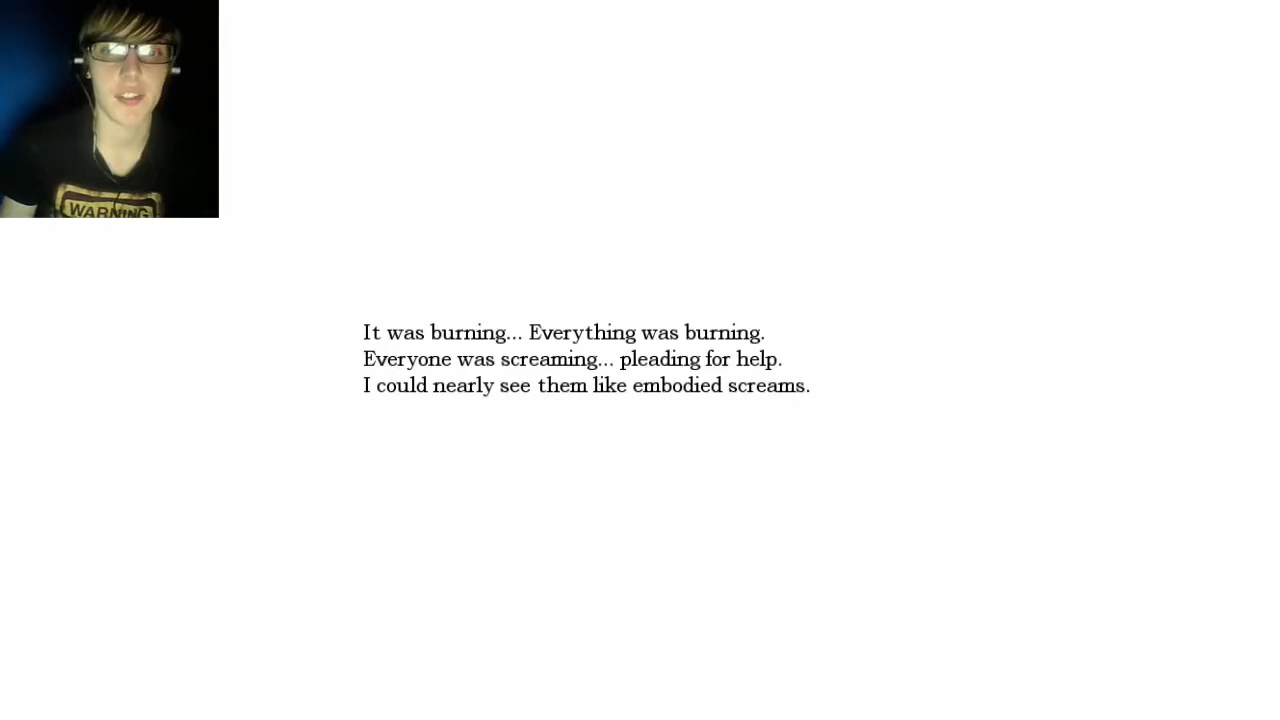 WARNING
It was burning... Everything was burning.
Everyone was screaming... pleading for help.
I could nearly see them like embodied screams.